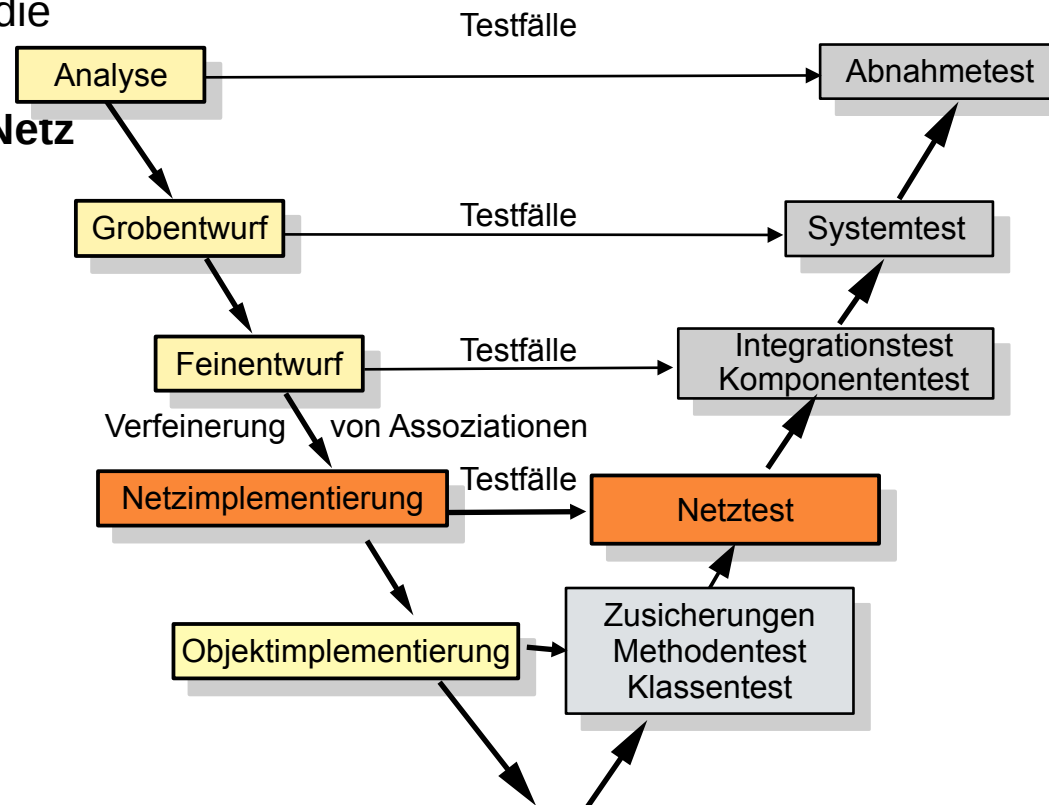 die
Testfälle
Analyse
Abnahmetest
Netz
Grobentwurf
Testfälle
Systemtest
Feinentwurf
Testfälle
Integrationstest
Komponententest
Verfeinerung von Assoziationen
Netzimplementierung
Testfälle
Netztest
Objektimplementierung
Zusicherungen
Methodentest
Klassentest